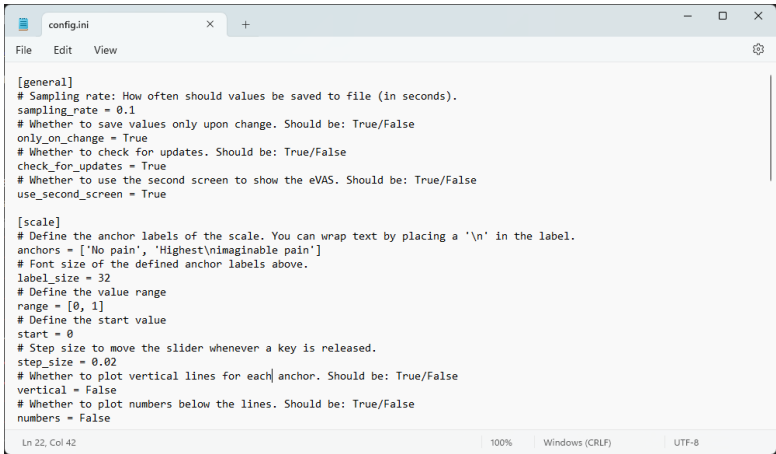 config.ini
File Edit View
[general]
# Sampling rate: How often should values be saved to file (in seconds).
sampling_rate = 0.1
# Whether to save values only upon change. Should be: True/False
only_on_change = True
# Whether to check for updates. Should be: True/False
check_for_updates = True
# Whether to use the second screen to show the eVAS. Should be: True/False
use_second_screen = True
[scale]
# Define the anchor labels of the scale. You can wrap text by placing a '\n' in the label.
anchors = ['No pain', 'Highest\nimaginable pain']
# Font size of the defined anchor labels above.
label_size = 32
# Define the value range
range = [0, 1]
# Define the start value
start = 0
# Step size to move the slider whenever a key is released.
step_size = 0.02
# Whether to plot vertical lines for each anchor. Should be: True/False
vertical = False
# Whether to plot numbers below the lines. Should be: True/False
numbers = False
Ln 22, Col 42 100% Windows (CRLF) UTF-8